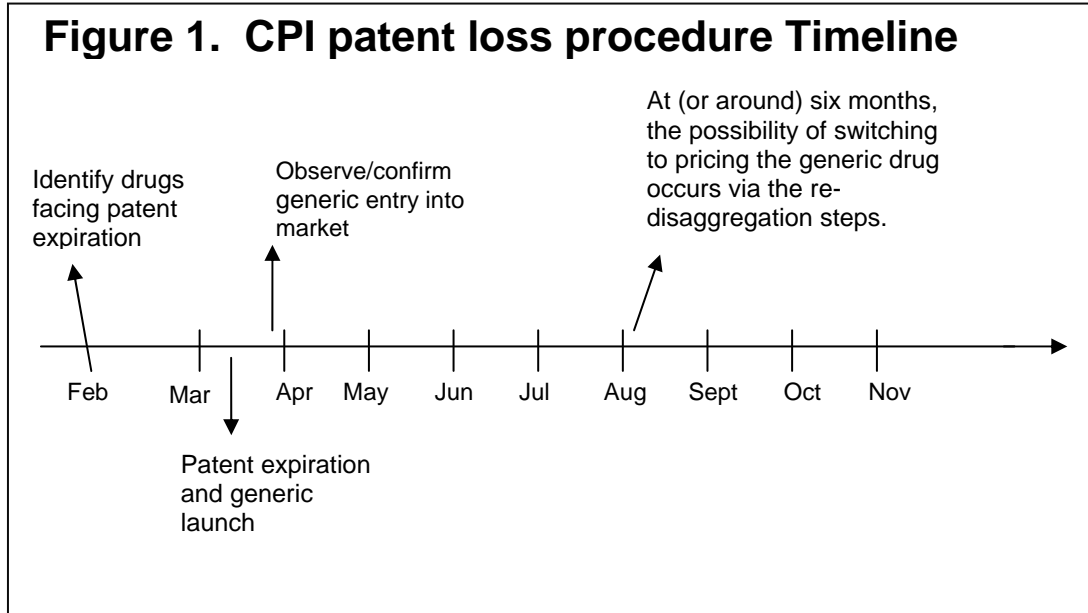 Figure 1.  CPI patent loss procedure Timeline
At (or around) six months,
the possibility of switching
to pricing the generic drug
occurs via the re-
disaggregation steps.
Observe/confirm
generic entry into
market
Identify drugs
facing patent
expiration
Feb
Mar
Apr
May
Jun
Jul
Aug
Sept
Oct
Nov
Patent expiration
and generic
launch